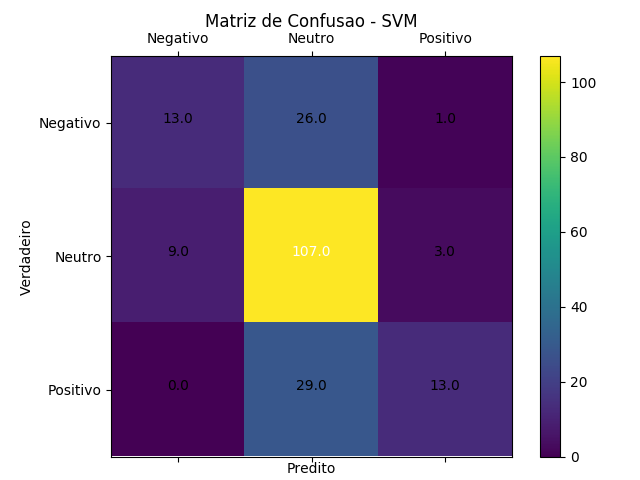 Matriz de Confusao - SVM
Negativo Neutro Positivo
Negativo 13.0 26.0 1.0
Neutro 9.0 107.0 3.0
Positivo 0.0 29.0 13.0
Verdadeiro
Predito
100
80
60
40
20
0